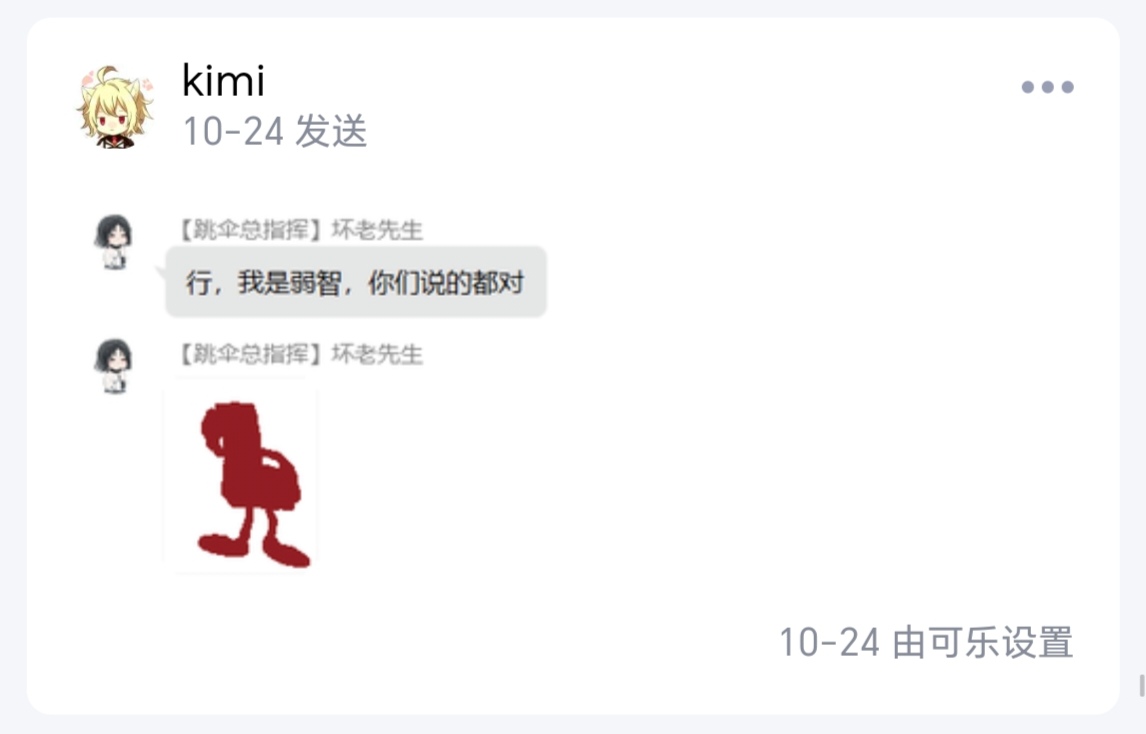 kimi
10-24 发送
【跳伞总指挥】坏老先生
行，我是弱智，你们说的都对
【跳伞总指挥】坏老先生
10-24 由可乐设置